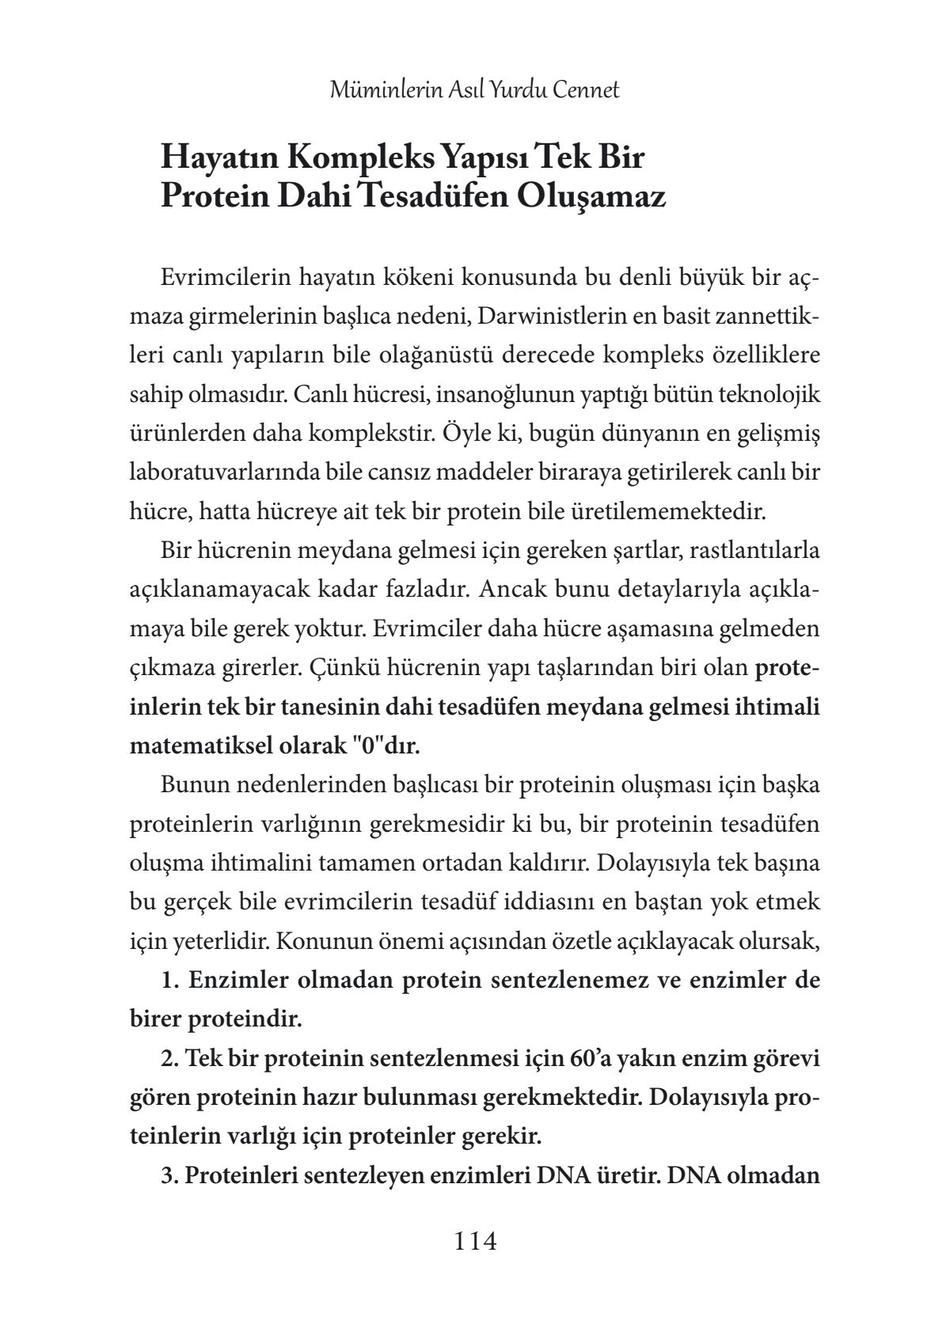 Müminlerin Asıl Yurdu Cennet
Hayatın Kompleks Yapısı Tek Bir
Protein Dahi Tesadüfen Oluşamaz
Evrimcilerin hayatın kökeni konusunda bu denli büyük bir aç-
maza girmelerinin başlıca nedeni, Darwinistlerin en basit zannettik-
leri canlı yapıların bile olağanüstü derecede kompleks özelliklere
sahip olmasıdır. Canlı hücresi, insanoğlunun yaptığı bütün teknolojik
ürünlerden daha komplekstir. Öyle ki, bugün dünyanın en gelişmiş
laboratuvarlarında bile cansız maddeler biraraya getirilerek canlı bir
hücre, hatta hücreye ait tek bir protein bile üretilememektedir.
Bir hücrenin meydana gelmesi için gereken şartlar, rastlantılarla
açıklanamayacak kadar fazladır. Ancak bunu detaylarıyla açıkla-
maya bile gerek yoktur. Evrimciler daha hücre aşamasına gelmeden
çıkmaza girerler. Çünkü hücrenin yapı taşlarından biri olan prote-
inlerin tek bir tanesinin dahi tesadüfen meydana gelmesi ihtimali
matematiksel olarak "0"dır.
Bunun nedenlerinden başlıcası bir proteinin oluşması için başka
proteinlerin varlığının gerekmesidir ki bu, bir proteinin tesadüfen
oluşma ihtimalini tamamen ortadan kaldırır. Dolayısıyla tek başına
bu gerçek bile evrimcilerin tesadüf iddiasını en baştan yok etmek
için yeterlidir. Konunun önemi açısından özetle açıklayacak olursak,
1. Enzimler olmadan protein sentezlenemez ve enzimler de
birer proteindir.
2. Tek bir proteinin sentezlenmesi için 60’a yakın enzim görevi
gören proteinin hazır bulunması gerekmektedir. Dolayısıyla pro-
teinlerin varlığı için proteinler gerekir.
3. Proteinleri sentezleyen enzimleri DNA üretir. DNA olmadan
114